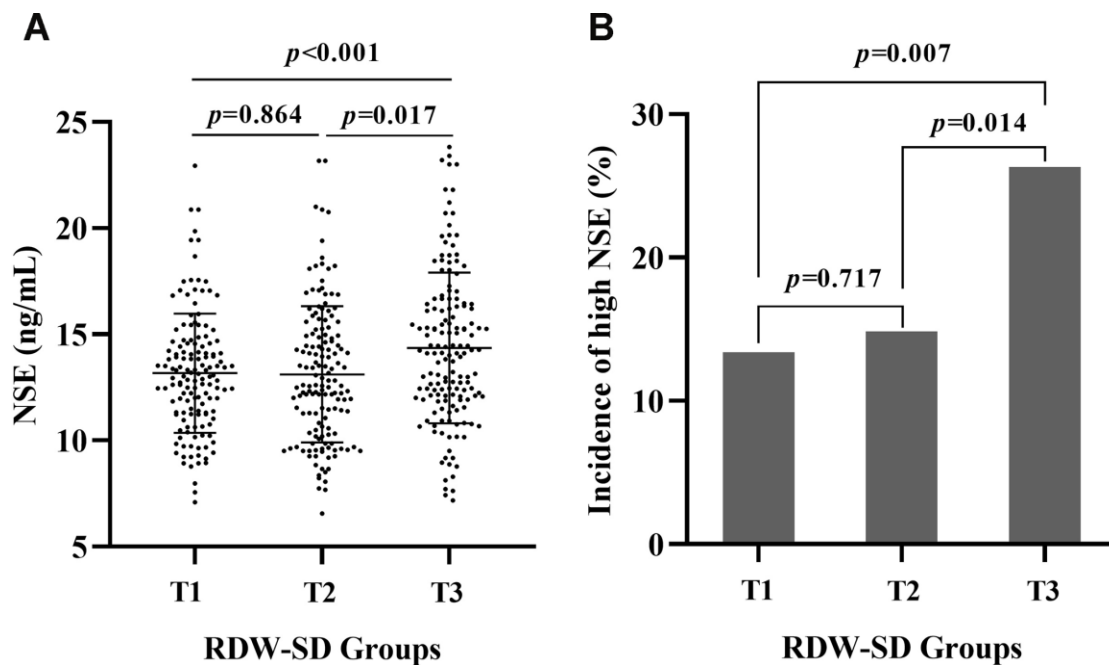 A
p<0.001
p=0.864
p=0.017
25
20
15
10
5
NSE (ng/mL)
T1
T2
T3
RDW-SD Groups
B
p=0.007
p=0.014
p=0.717
30
20
10
0
Incidence of high NSE (%)
T1
T2
T3
RDW-SD Groups